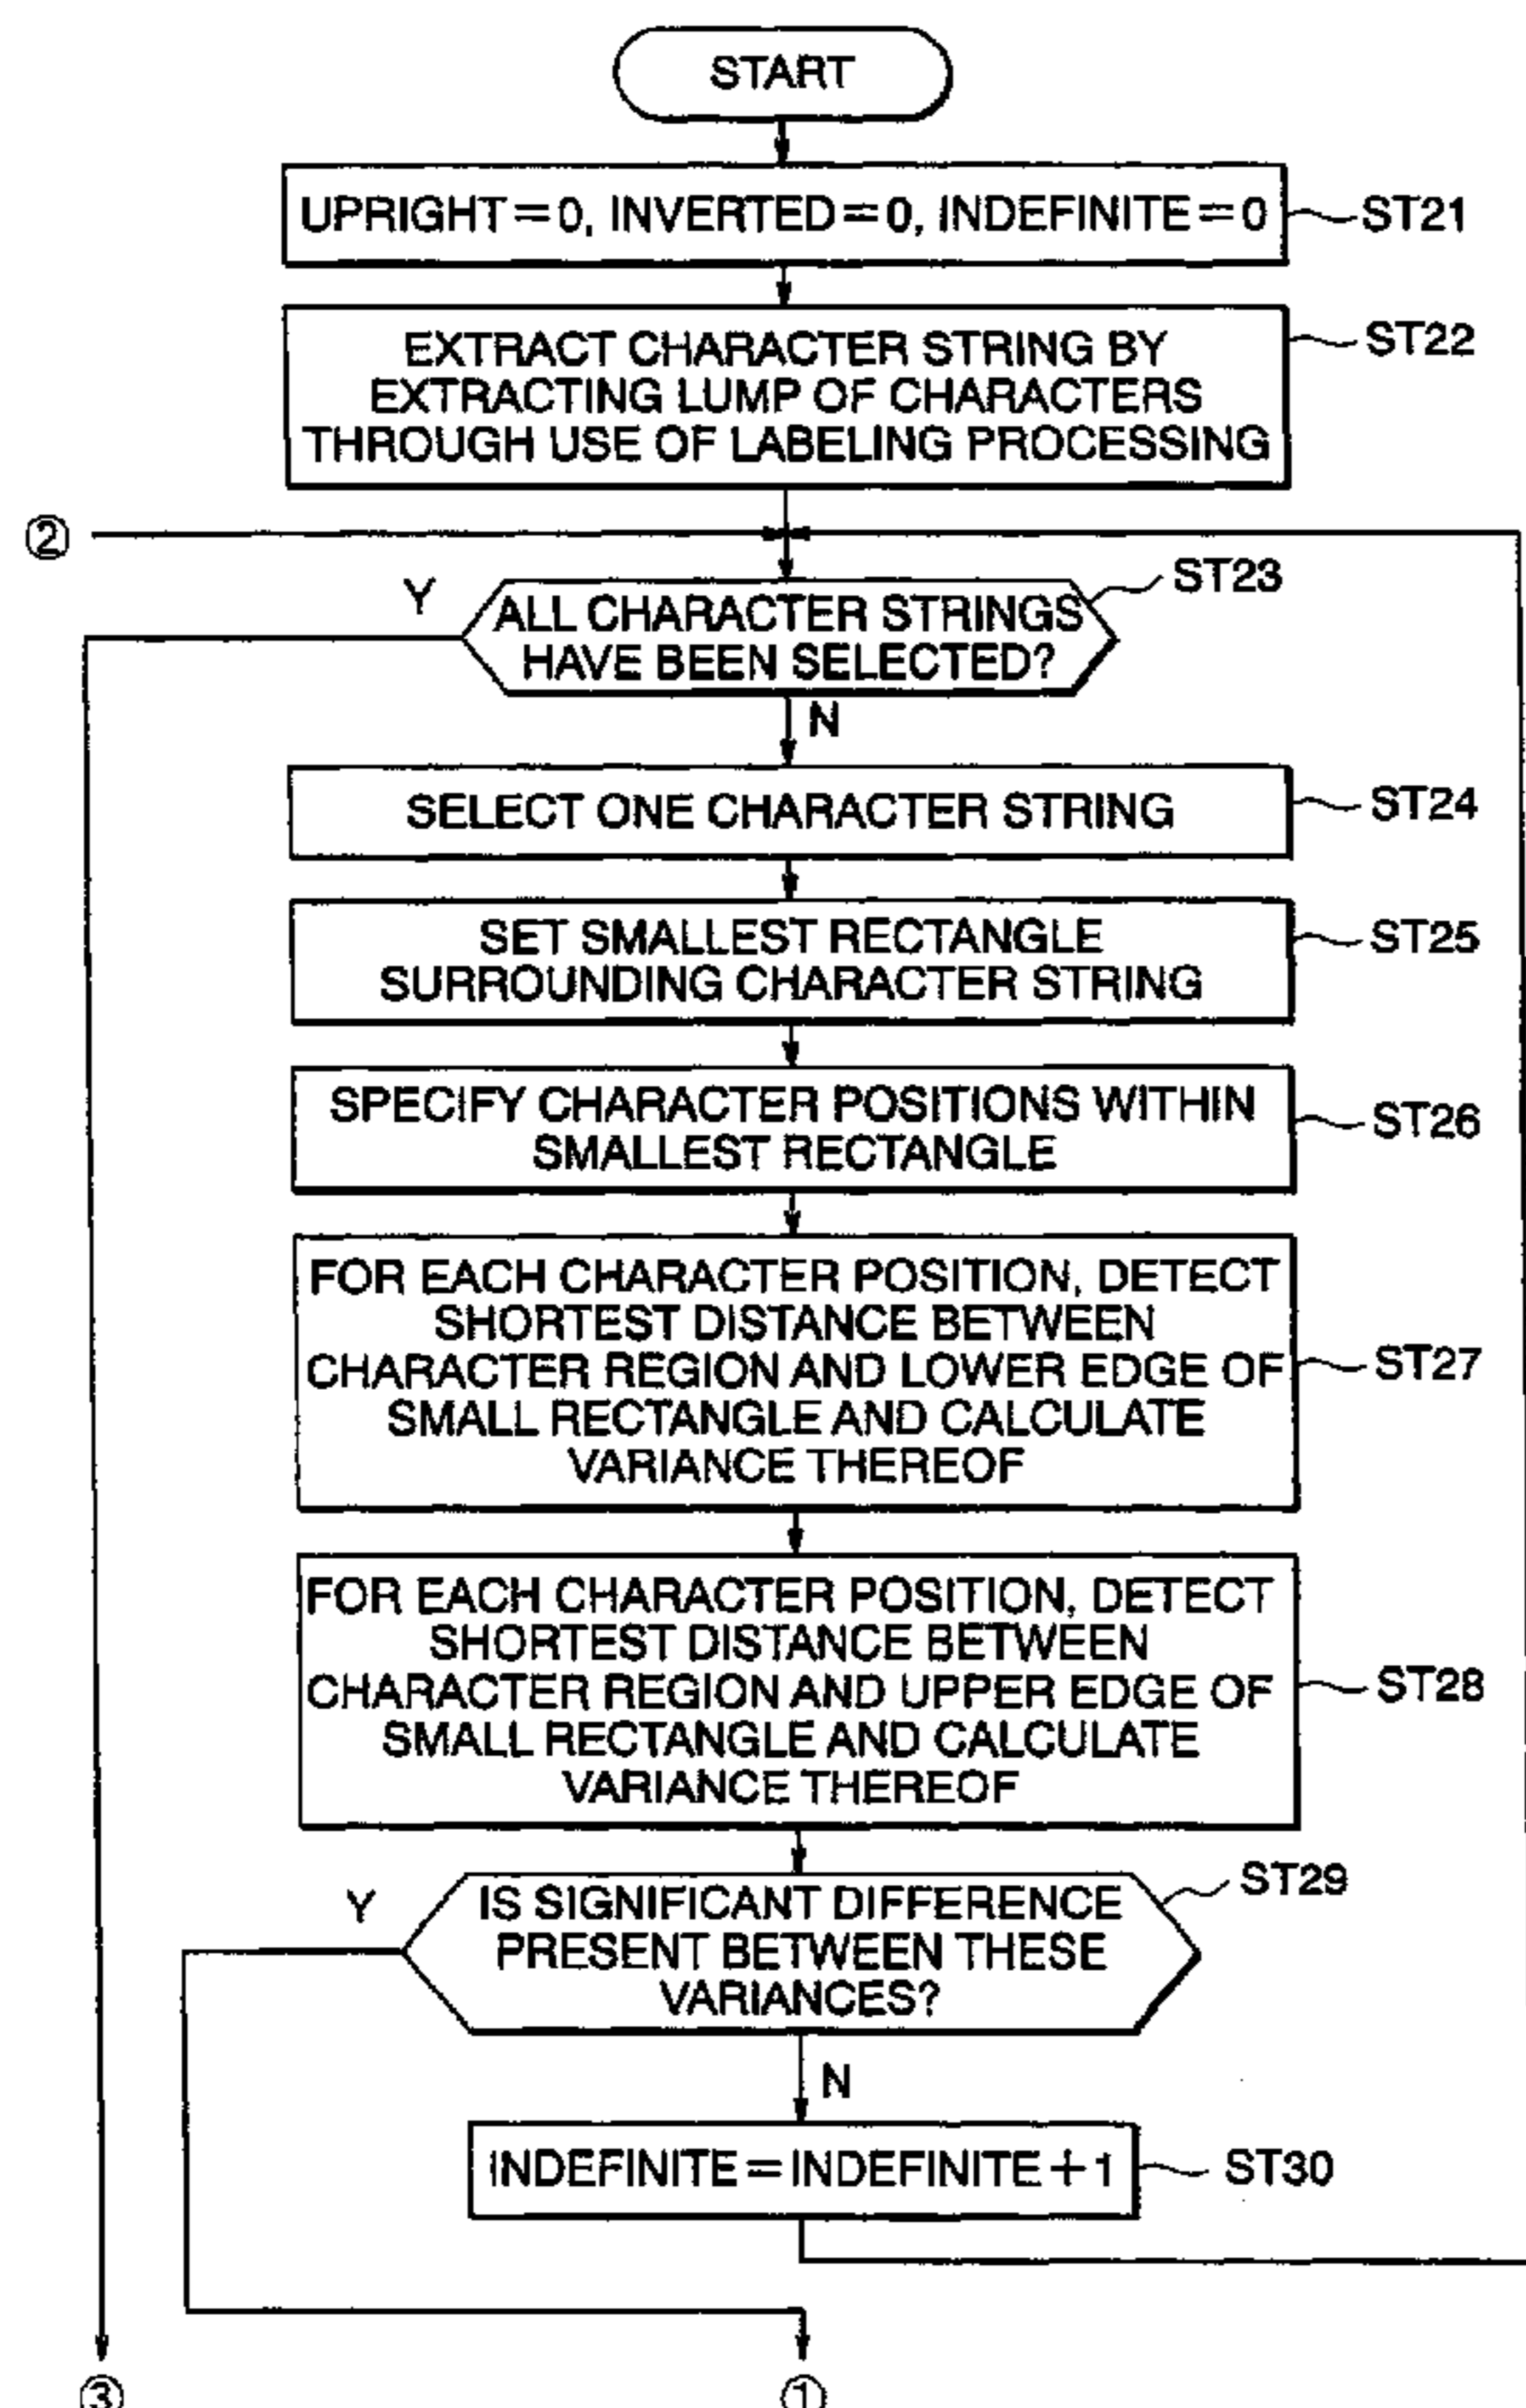 START
UPRIGHT=0, INVERTED=0, INDEFINITE=0
ST21
EXTRACT CHARACTER STRING BY
EXTRACTING LUMP OF CHARACTERS
THROUGH USE OF LABELING PROCESSING
ST22
②
ST23
Y
ALL CHARACTER STRINGS
HAVE BEEN SELECTED?
N
SELECT ONE CHARACTER STRING
ST24
SET SMALLEST RECTANGLE
SURROUNDING CHARACTER STRING
ST25
SPECIFY CHARACTER POSITIONS WITHIN
SMALLEST RECTANGLE
ST26
FOR EACH CHARACTER POSITION, DETECT
SHORTEST DISTANCE BETWEEN
CHARACTER REGION AND LOWER EDGE OF
SMALL RECTANGLE AND CALCULATE
VARIANCE THEREOF
ST27
FOR EACH CHARACTER POSITION, DETECT
SHORTEST DISTANCE BETWEEN
CHARACTER REGION AND UPPER EDGE OF
SMALL RECTANGLE AND CALCULATE
VARIANCE THEREOF
ST28
ST29
Y
IS SIGNIFICANT DIFFERENCE
PRESENT BETWEEN THESE
VARIANCES?
N
INDEFINITE=INDEFINITE+1
ST30
③
①